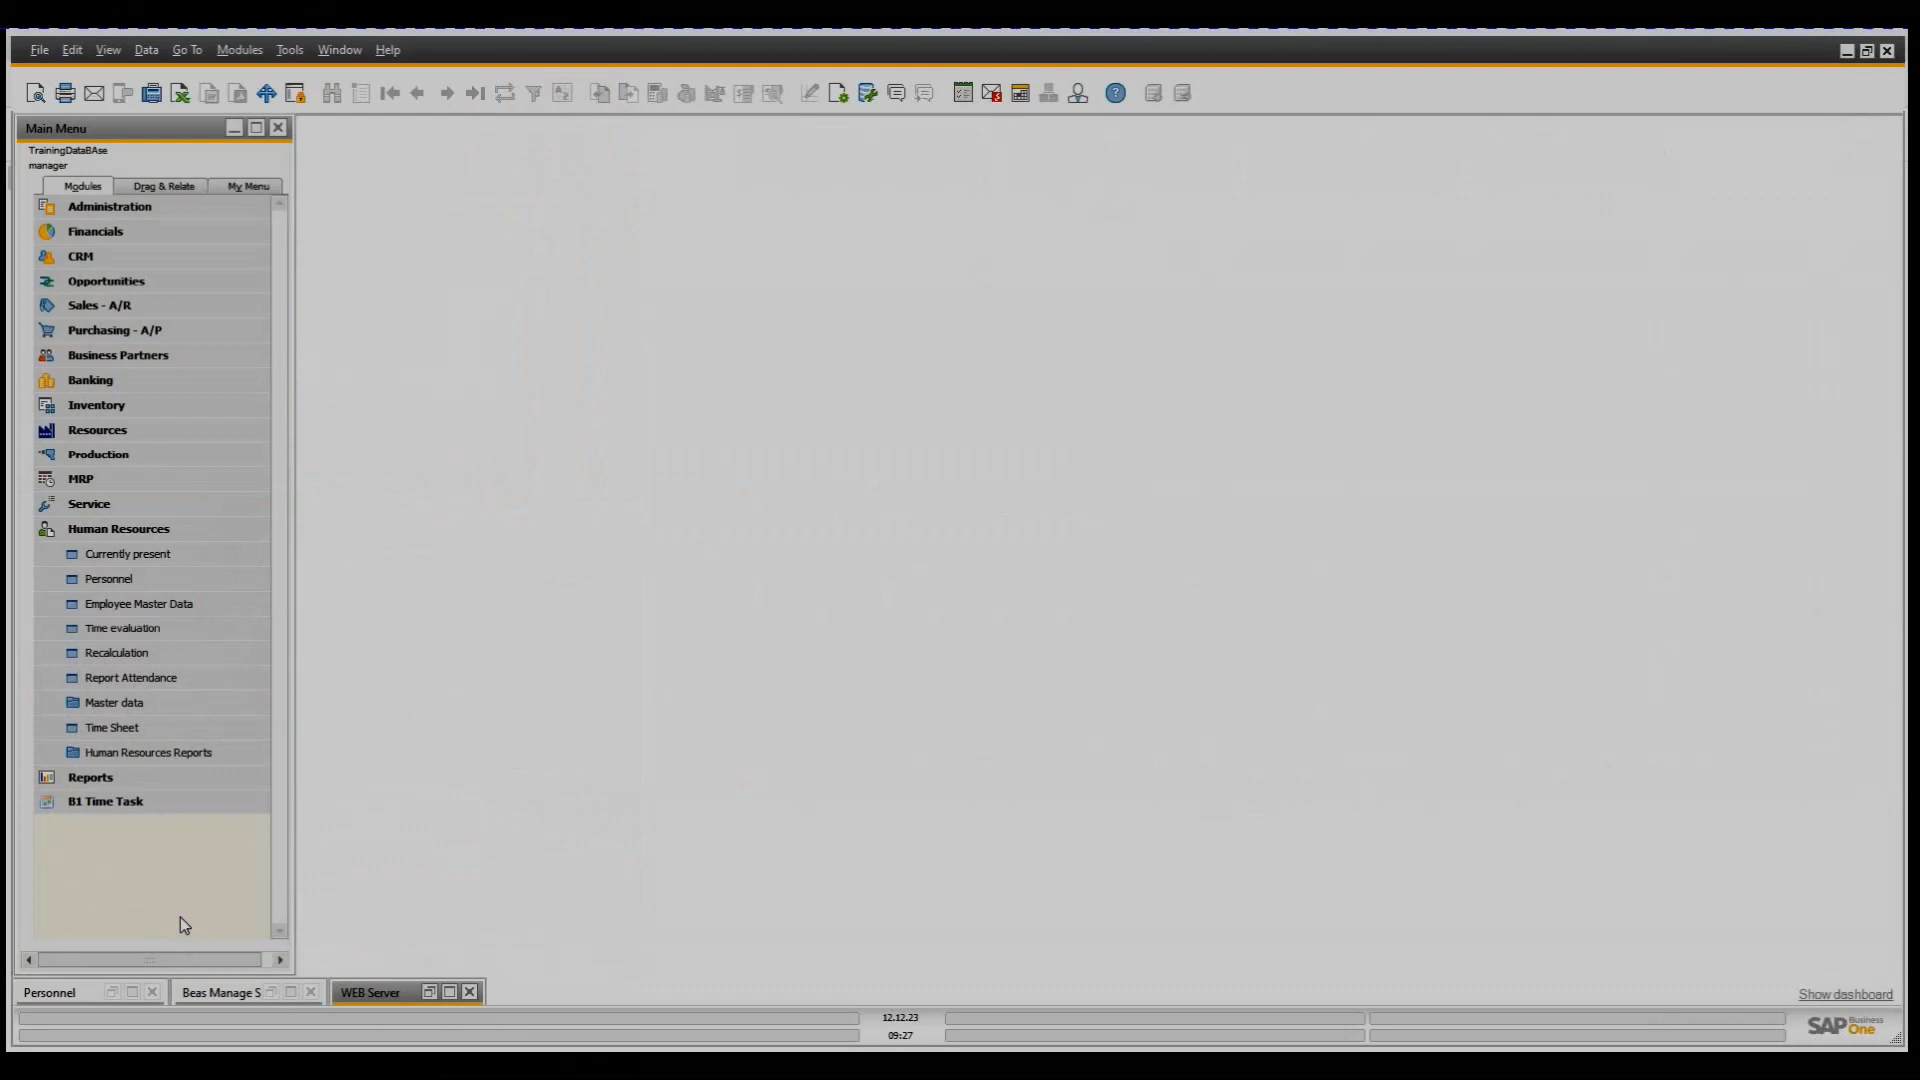 File Edit View Data Go To Modules Tools Window Help
Main Menu
TrainingDataBAse
manager
Modules Drag & Relate My Menu
Administration
Financials
CRM
Opportunities
Sales - A/R
Purchasing - A/P
Business Partners
Banking
Inventory
Resources
Production
MRP
Service
Human Resources
Currently present
Personnel
Employee Master Data
Time evaluation
Recalculation
Report Attendance
Master data
Time Sheet
Human Resources Reports
Reports
B1 Time Task
Personnel Beas Manage S WEB Server
Show dashboard
12.12.23
09:27
SAP Business One